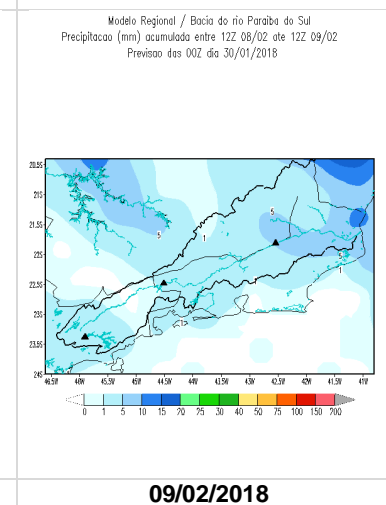 Modelo Regional / Bacia do rio Paraiba do Sul
Precipitacao (mm) acumulada entre 12Z 08/02 ate 12Z 09/02
Previsao das 00Z dia 30/01/2018
20.5S
21S
21.5S
22S
22.5S
23S
23.5S
24S
5
1
5
5
1
46.5W 46W 45.5W 45W 44.5W 44W 43.5W 43W 42.5W 42W 41.5W 41W
0 1 5 10 15 20 25 30 40 50 75 100 150 200
09/02/2018